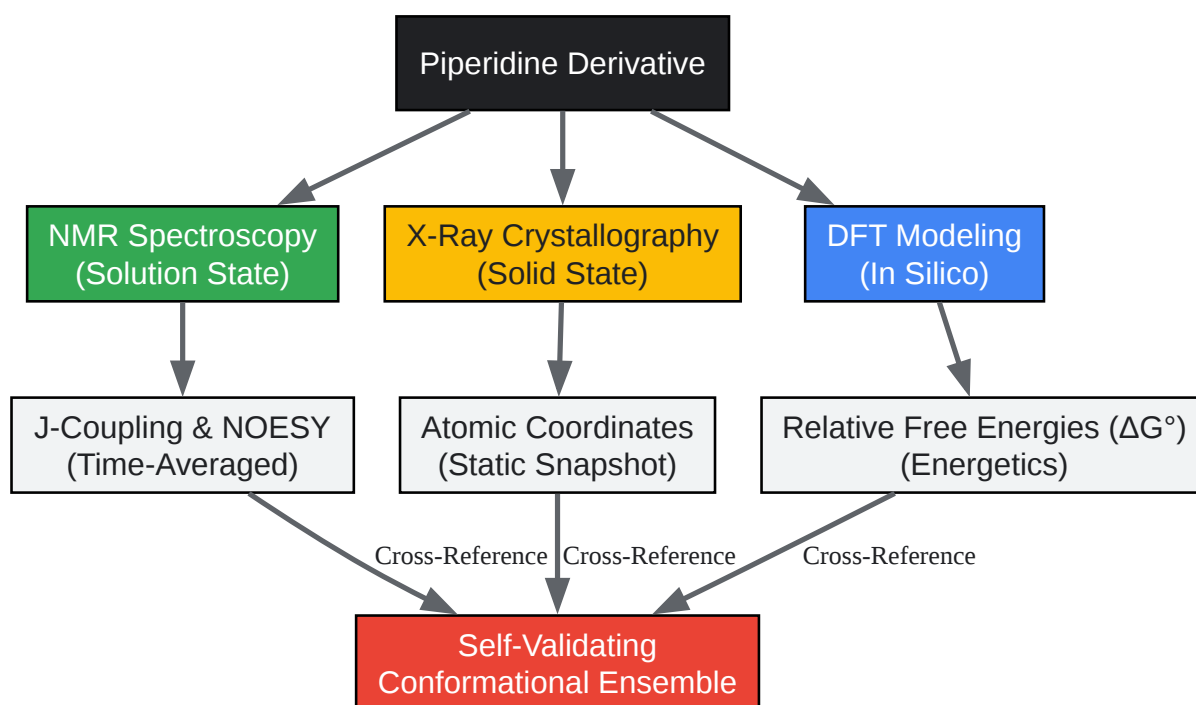 Piperidine Derivative
NMR Spectroscopy
(Solution State)
X-Ray Crystallography
(Solid State)
DFT Modeling
(In Silico)
J-Coupling & NOESY
(Time-Averaged)
Atomic Coordinates
(Static Snapshot)
Relative Free Energies (ΔG°)
(Energetics)
Cross-Reference
Cross-Reference
Cross-Reference
Self-Validating
Conformational Ensemble